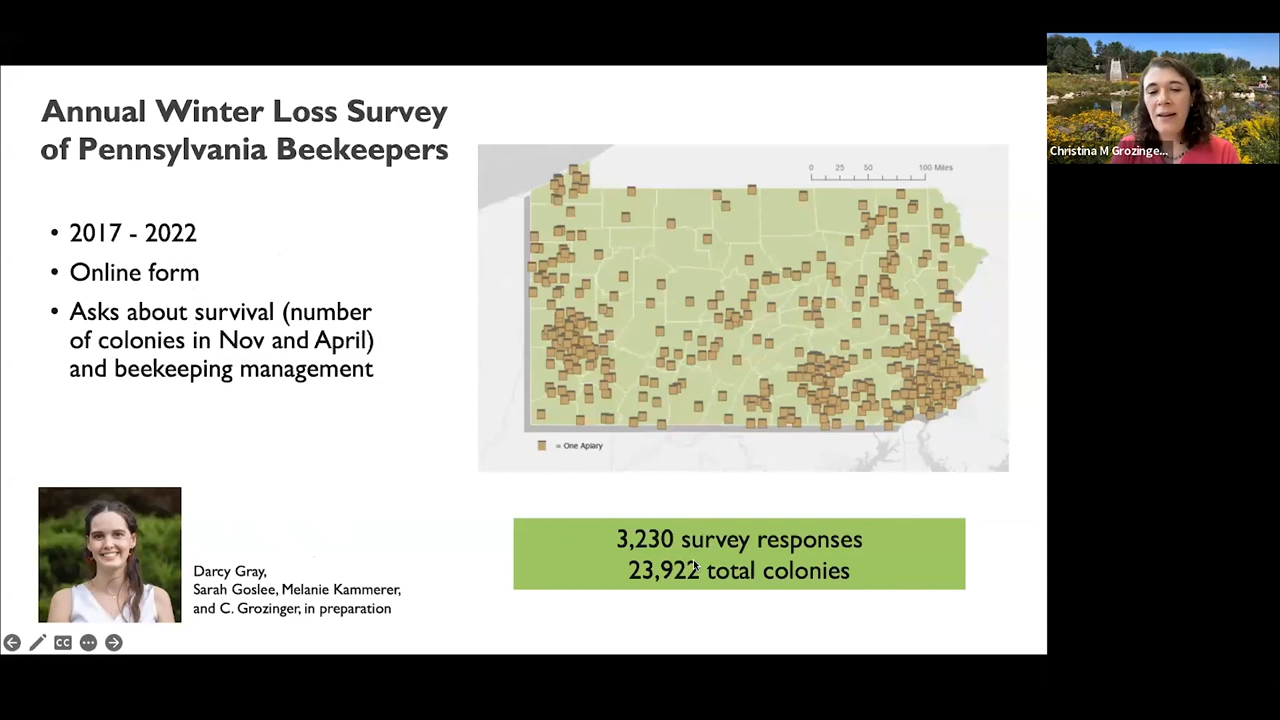 Annual Winter Loss Survey
of Pennsylvania Beekeepers
• 2017 - 2022
• Online form
• Asks about survival (number
of colonies in Nov and April)
and beekeeping management
0 25 50 100 Miles
= One Apiary
3,230 survey responses
23,922 total colonies
Darcy Gray,
Sarah Goslee, Melanie Kammerer,
and C. Grozinger, in preparation
CC
Christina M Grozinge...